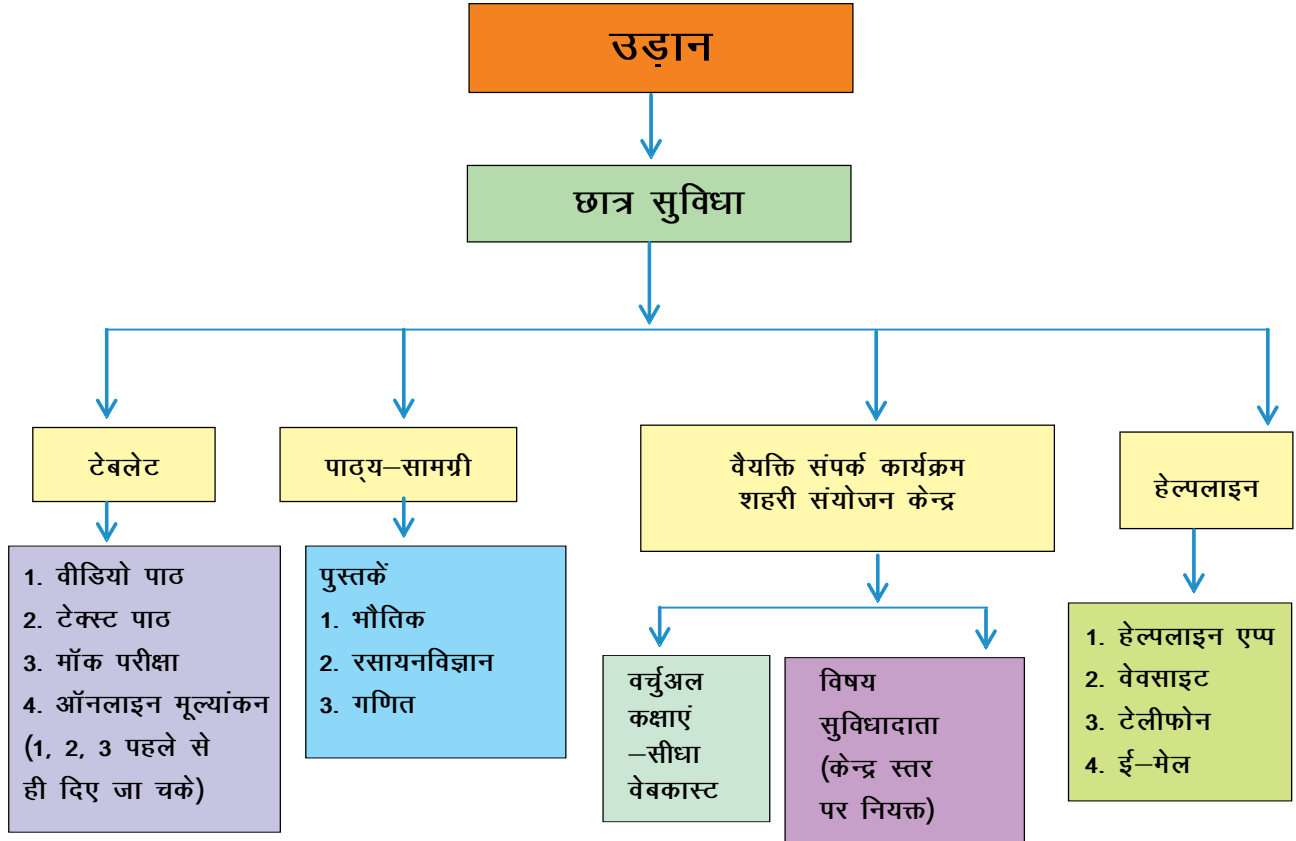 उड़ान
छात्र सुविधा
टेबलेट
पाठ्य–सामग्री
वैयक्ति संपर्क कार्यक्रम
शहरी संयोजन केन्द्र
हेल्पलाइन
1. वीडियो पाठ
2. टेक्स्ट पाठ
3. मॉक परीक्षा
4. ऑनलाइन मूल्यांकन
(1, 2, 3 पहले से
ही दिए जा चके)
पुस्तकें
1. भौतिक
2. रसायनविज्ञान
3. गणित
वर्चुअल
कक्षाएं
–सीधा
वेबकास्ट
विषय
सुविधादाता
(केन्द्र स्तर
पर नियक्त)
1. हेल्पलाइन एप्प
2. वेवसाइट
3. टेलीफोन
4. ई–मेल